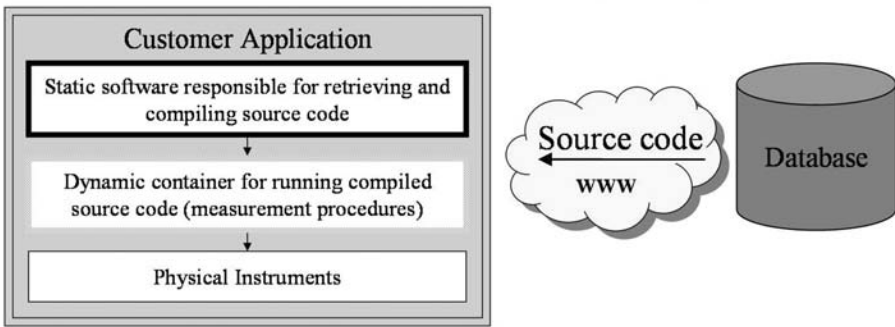 Customer Application
Static software responsible for retrieving and
compiling source code
Dynamic container for running compiled
source code (measurement procedures)
Physical Instruments
Source code
www
Database